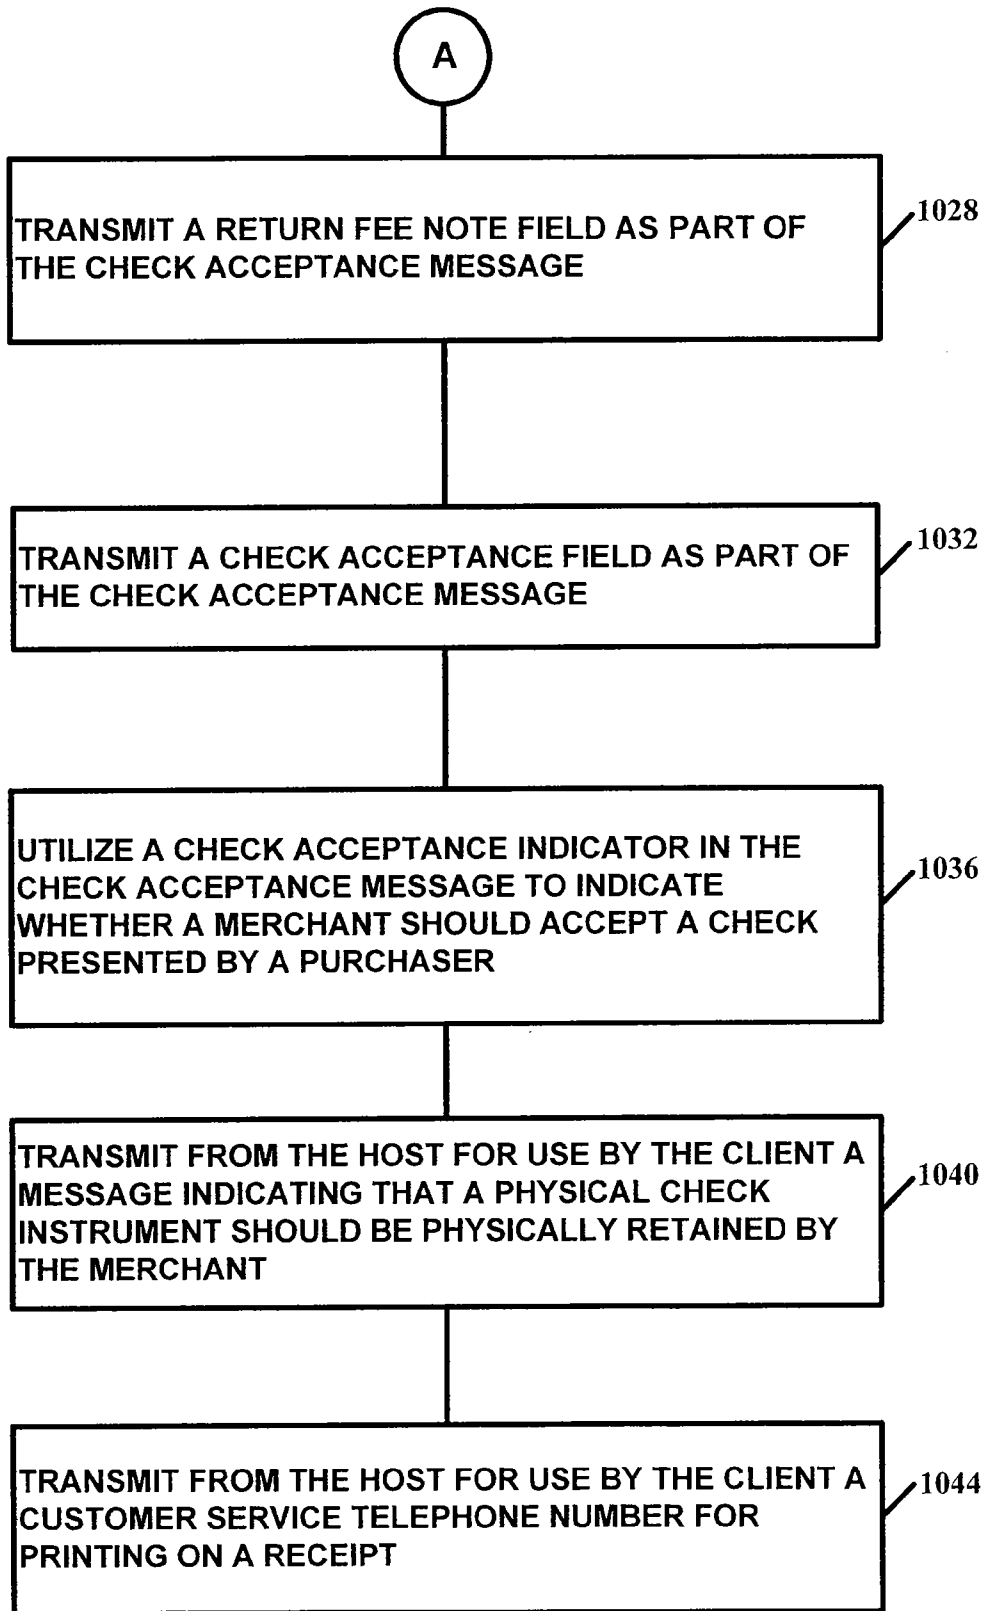 A
TRANSMIT A RETURN FEE NOTE FIELD AS PART OF
THE CHECK ACCEPTANCE MESSAGE
1028
TRANSMIT A CHECK ACCEPTANCE FIELD AS PART OF
THE CHECK ACCEPTANCE MESSAGE
1032
UTILIZE A CHECK ACCEPTANCE INDICATOR IN THE
CHECK ACCEPTANCE MESSAGE TO INDICATE
WHETHER A MERCHANT SHOULD ACCEPT A CHECK
PRESENTED BY A PURCHASER
1036
TRANSMIT FROM THE HOST FOR USE BY THE CLIENT A
MESSAGE INDICATING THAT A PHYSICAL CHECK
INSTRUMENT SHOULD BE PHYSICALLY RETAINED BY
THE MERCHANT
1040
TRANSMIT FROM THE HOST FOR USE BY THE CLIENT A
CUSTOMER SERVICE TELEPHONE NUMBER FOR
PRINTING ON A RECEIPT
1044